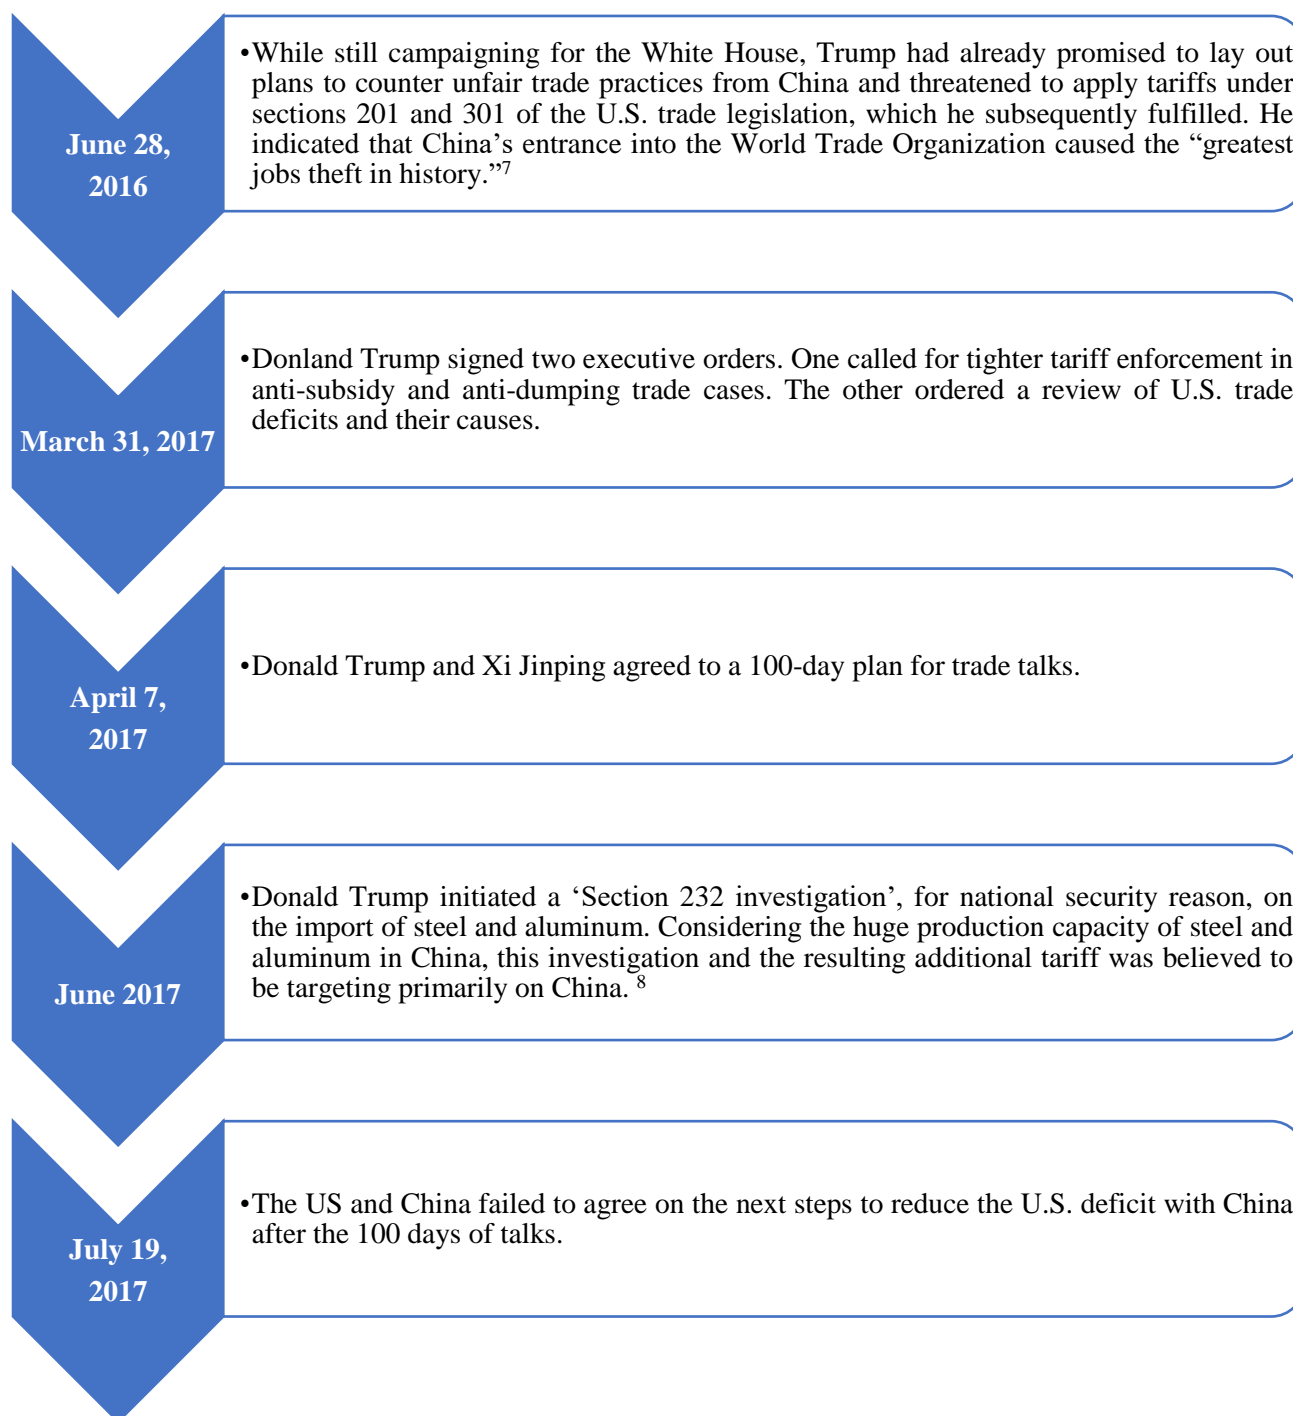 June 28,
2016
•While still campaigning for the White House, Trump had already promised to lay out
plans to counter unfair trade practices from China and threatened to apply tariffs under
sections 201 and 301 of the U.S. trade legislation, which he subsequently fulfilled. He
indicated that China’s entrance into the World Trade Organization caused the “greatest
jobs theft in history.”7
March 31, 2017
•Donland Trump signed two executive orders. One called for tighter tariff enforcement in
anti-subsidy and anti-dumping trade cases. The other ordered a review of U.S. trade
deficits and their causes.
April 7,
2017
•Donald Trump and Xi Jinping agreed to a 100-day plan for trade talks.
June 2017
•Donald Trump initiated a ‘Section 232 investigation’, for national security reason, on
the import of steel and aluminum. Considering the huge production capacity of steel and
aluminum in China, this investigation and the resulting additional tariff was believed to
be targeting primarily on China. 8
July 19,
2017
•The US and China failed to agree on the next steps to reduce the U.S. deficit with China
after the 100 days of talks.